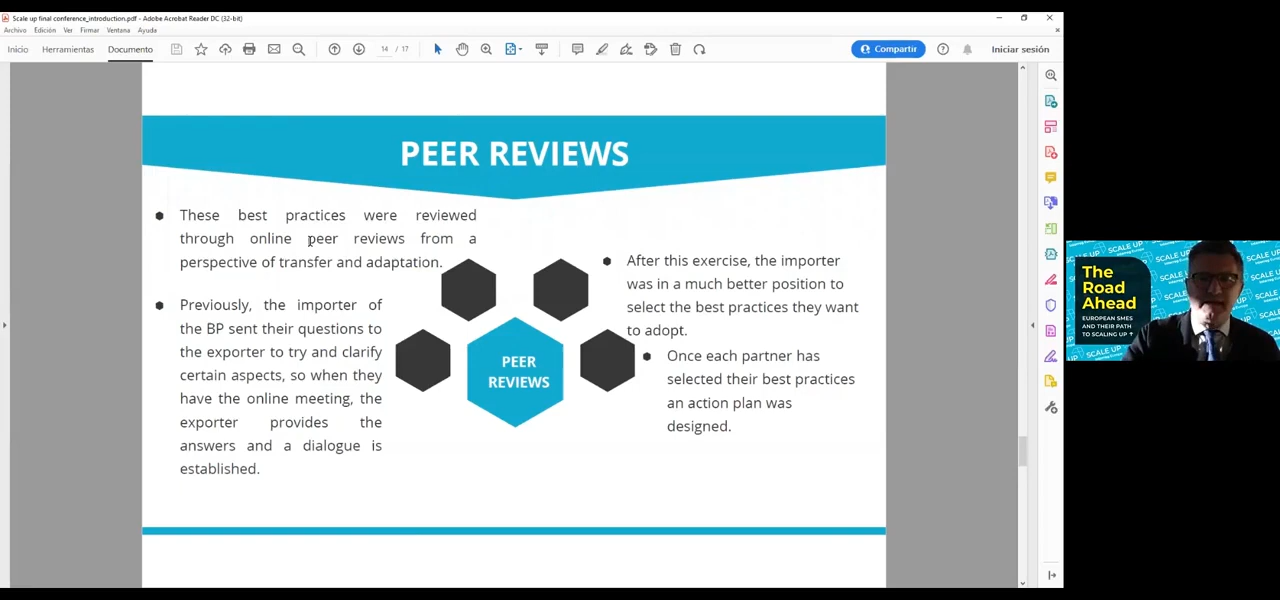 Scale up final conference_introduction.pdf - Adobe Acrobat Reader DC (32-bit)
Archivo Edición Ver Firmar Ventana Ayuda
Inicio Herramientas Documento 14 / 17 Compartir Iniciar sesión
PEER REVIEWS
These best practices were reviewed
through online peer reviews from a
perspective of transfer and adaptation.
Previously, the importer of
the BP sent their questions to
the exporter to try and clarify
certain aspects, so when they
have the online meeting, the
exporter provides the
answers and a dialogue is
established.
PEER
REVIEWS
After this exercise, the importer
was in a much better position to
select the best practices they want
to adopt.
Once each partner has
selected their best practices
an action plan was
designed.
The
Road
Ahead
EUROPEAN SMES
AND THEIR PATH
TO SCALING UP
SCALE UP
Interreg Europe
SCALE UP